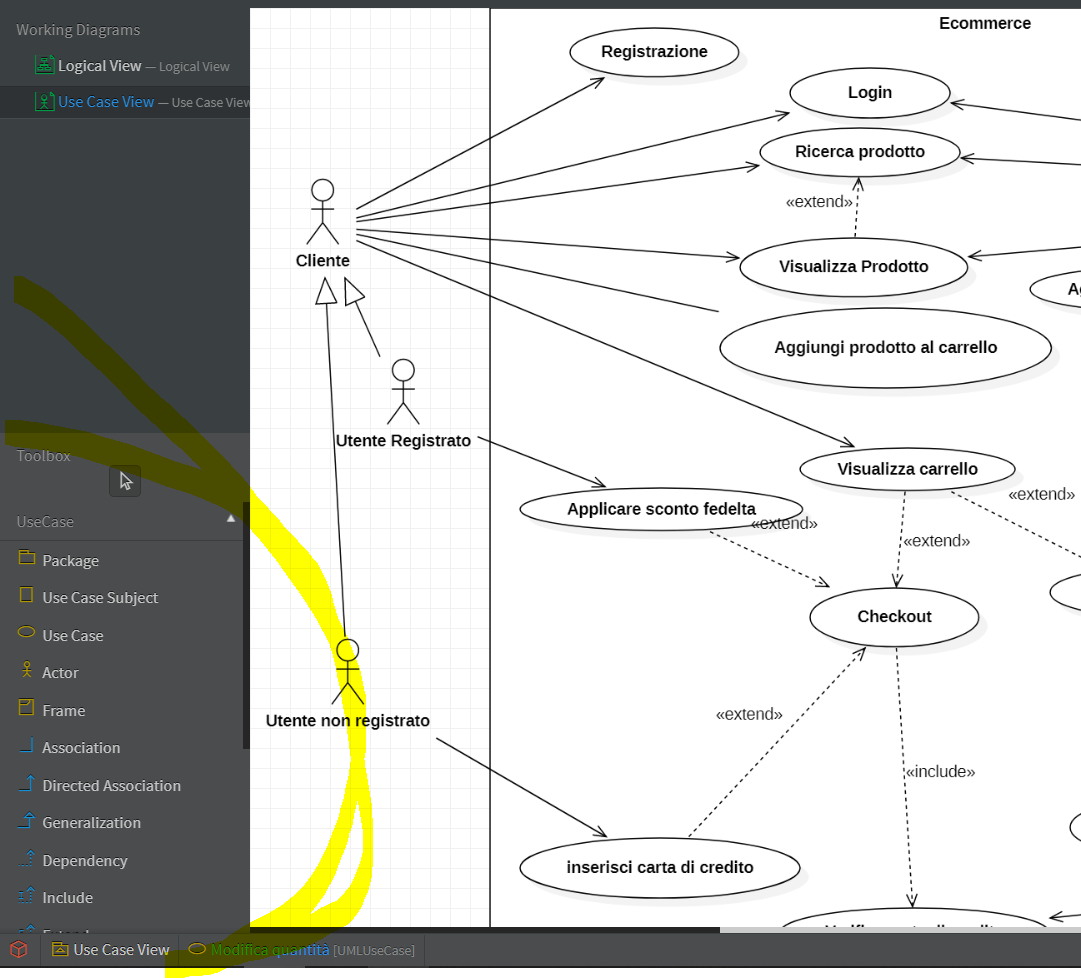 Working Diagrams
Logical View — Logical View
Use Case View — Use Case View
Toolbox
UseCase
Package
Use Case Subject
Use Case
Actor
Frame
Association
Directed Association
Generalization
Dependency
Include
Ecommerce
Registrazione
Login
Ricerca prodotto
«extend»
Cliente
Visualizza Prodotto
Aggiungi prodotto al carrello
Utente Registrato
Visualizza carrello
«extend»
Applicare sconto fedelta
«extend»
«extend»
Checkout
Utente non registrato
«extend»
«include»
inserisci carta di credito
Use Case View
Modifica quantità [UMLUseCase]